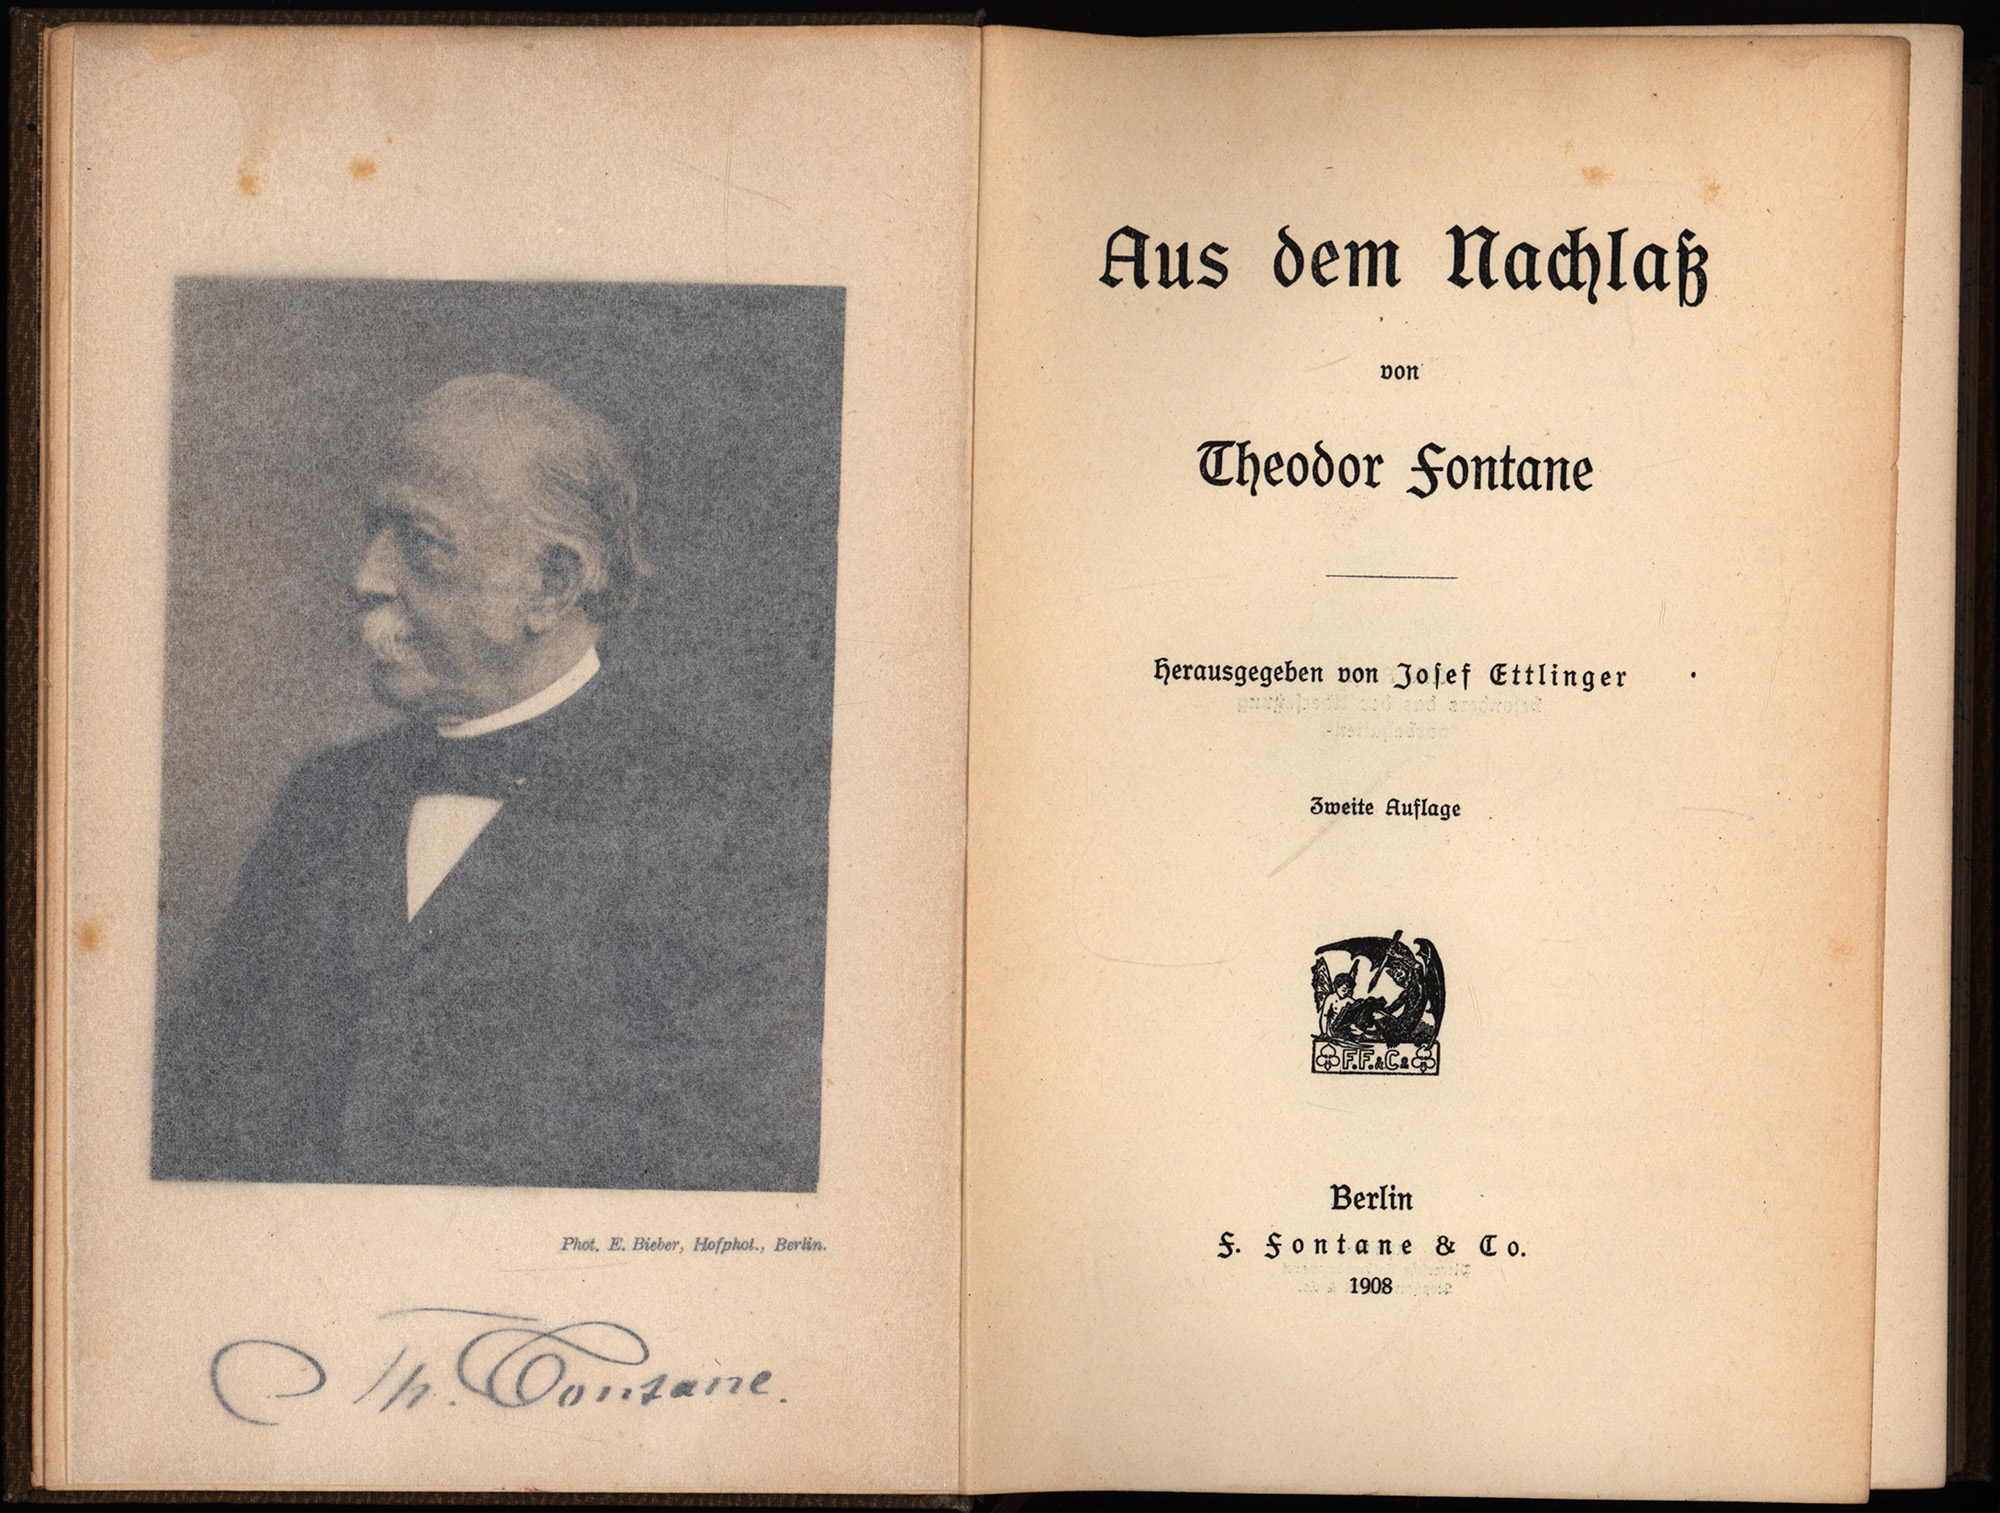 Phot. E. Bieber, Hofphot., Berlin.
Th. Fontane.
Aus dem Nachlaß
von
Theodor Fontane
Herausgegeben von Josef Ettlinger
Zweite Auflage
F.F.&Co
Berlin
F. Fontane & Co.
1908